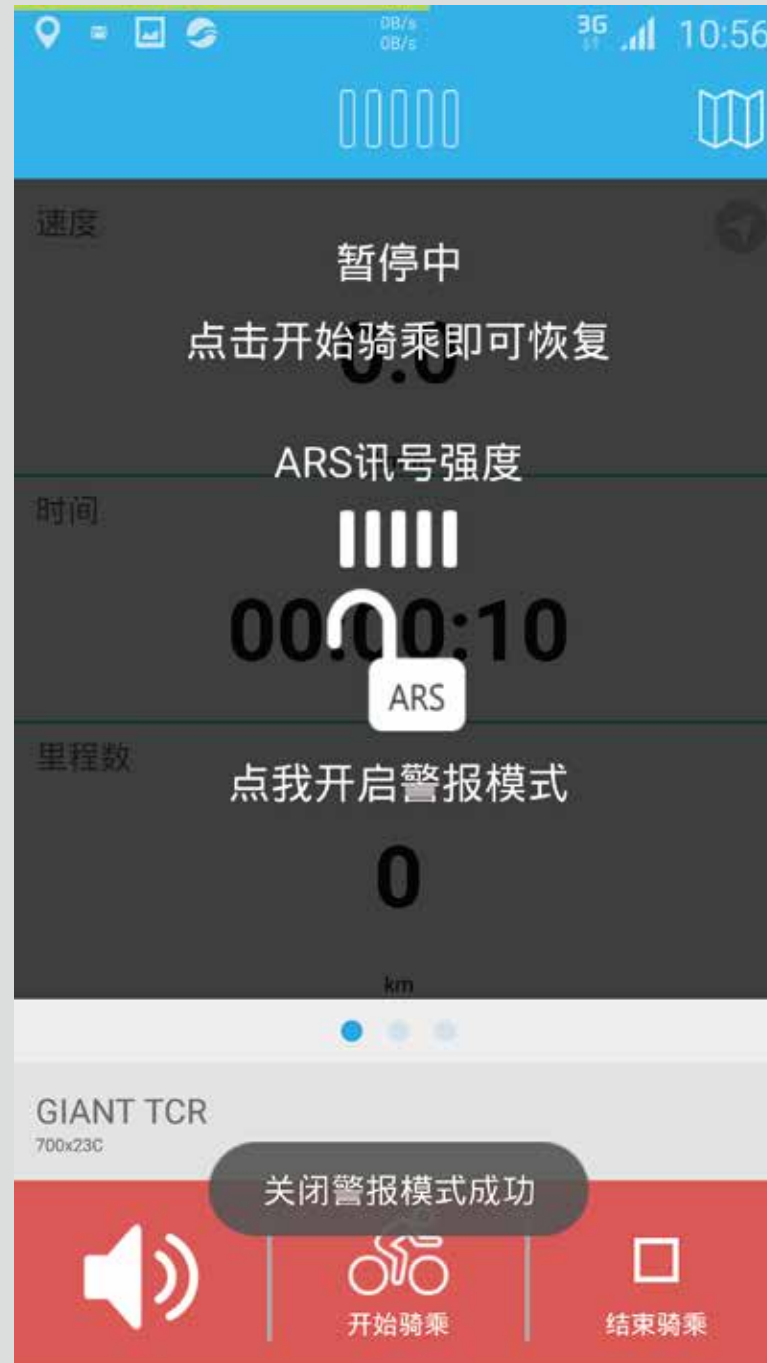 0B/s
0B/s
3G
10:56
速度
暂停中
点击开始骑乘即可恢复
0.0
ARS讯号强度
时间
00:00:10
ARS
里程数
点我开启警报模式
0
km
GIANT TCR
700x23C
关闭警报模式成功
开始骑乘
结束骑乘